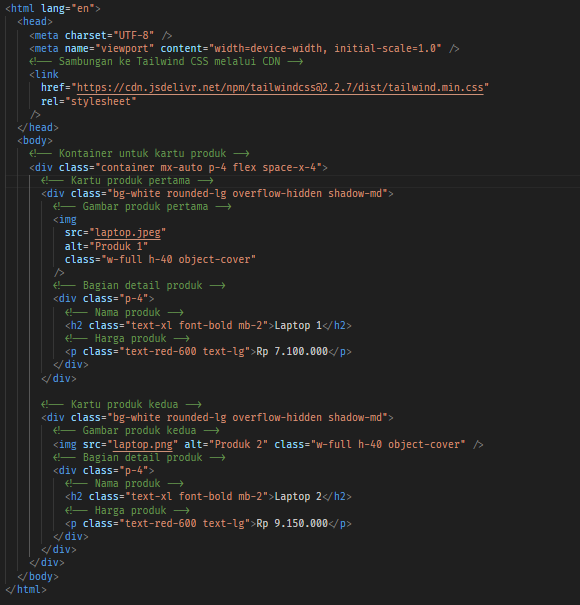 <html lang="en">
  <head>
    <meta charset="UTF-8" />
    <meta name="viewport" content="width=device-width, initial-scale=1.0" />
    <!-- Sambungan ke Tailwind CSS melalui CDN -->
    <link
      href="https://cdn.jsdelivr.net/npm/tailwindcss@2.2.7/dist/tailwind.min.css"
      rel="stylesheet"
    />
  </head>
  <body>
    <!-- Kontainer untuk kartu produk -->
    <div class="container mx-auto p-4 flex space-x-4">
      <!-- Kartu produk pertama -->
      <div class="bg-white rounded-lg overflow-hidden shadow-md">
        <!-- Gambar produk pertama -->
        <img
          src="laptop.jpeg"
          alt="Produk 1"
          class="w-full h-40 object-cover"
        />
        <!-- Bagian detail produk -->
        <div class="p-4">
          <!-- Nama produk -->
          <h2 class="text-xl font-bold mb-2">Laptop 1</h2>
          <!-- Harga produk -->
          <p class="text-red-600 text-lg">Rp 7.100.000</p>
        </div>
      </div>

      <!-- Kartu produk kedua -->
      <div class="bg-white rounded-lg overflow-hidden shadow-md">
        <!-- Gambar produk kedua -->
        <img src="laptop.png" alt="Produk 2" class="w-full h-40 object-cover" />
        <!-- Bagian detail produk -->
        <div class="p-4">
          <!-- Nama produk -->
          <h2 class="text-xl font-bold mb-2">Laptop 2</h2>
          <!-- Harga produk -->
          <p class="text-red-600 text-lg">Rp 9.150.000</p>
        </div>
      </div>
    </div>
  </body>
</html>